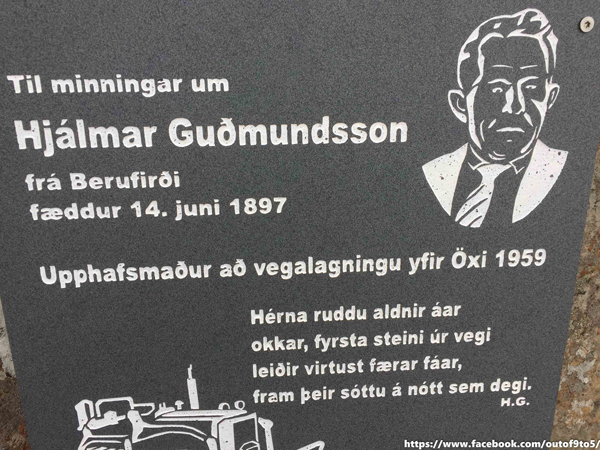 Til minningar um
Hjálmar Guðmundsson
frá Berufirði
fæddur 14. juni 1897
Upphafsmaður að vegalagningu yfir Öxi 1959
Hérna ruddu aldnir áar
okkar, fyrsta steini úr vegi
leiðir virtust færar fáar,
fram þeir sóttu á nótt sem degi.
H.G.
https://www.facebook.com/outof9to5/